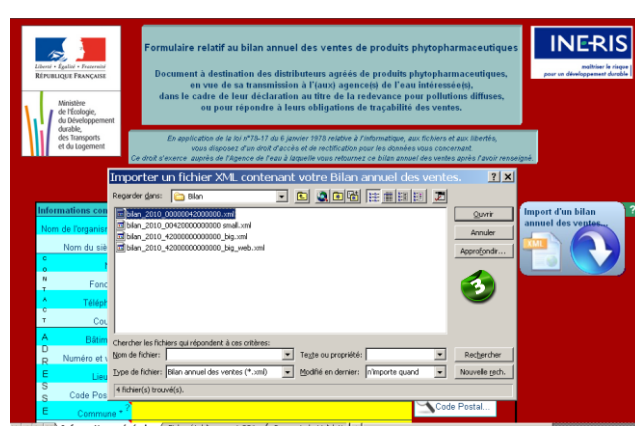 Liberté • Égalité • Fraternité
RÉPUBLIQUE FRANÇAISE
Ministère
de l'Écologie,
du Développement
durable,
des Transports
et du Logement
Formulaire relatif au bilan annuel des ventes de produits phytopharmaceutiques
Document à destination des distributeurs agréés de produits phytopharmaceutiques,
en vue de sa transmission à l'(aux) agence(s) de l'eau intéressée(s),
dans le cadre de leur déclaration au titre de la redevance pour pollutions diffuses,
ou pour répondre à leurs obligations de traçabilité des ventes.
INERIS
maîtriser le risque
pour un développement durable
En application de la loi n°78-17 du 6 janvier 1978 relative à l'informatique, aux fichiers et aux libertés,
vous disposez d'un droit d'accès et de rectification pour les données vous concernant.
Ce droit s'exerce auprès de l'Agence de l'eau à laquelle vous retournez ce bilan annuel des ventes après l'avoir renseigné.
Importer un fichier XML contenant votre Bilan annuel des ventes.
Regarder dans:
Bilan
bilan_2010_00000042000000.xml
bilan_2010_00420000000000 small.xml
bilan_2010_42000000000000_big.xml
bilan_2010_42000000000000_big_web.xml
Ouvrir
Annuler
Approfondir...
3
Chercher les fichiers qui répondent à ces critères:
Nom de fichier:
Texte ou propriété:
Rechercher
Type de fichier:
Bilan annuel des ventes (*.xml)
Modifié en dernier:
n'importe quand
Nouvelle rech.
4 fichier(s) trouvé(s).
Import d'un bilan
annuel des ventes...
XML
?
Informations con
Nom de l'organism
Nom du siè
C
O
N
T
A
C
T
Fonc
Téléph
Cou
A
D
R
E
S
S
E
Bâtim
Numéro et v
Lieu
Code Pos
Commune *
?
Code Postal...